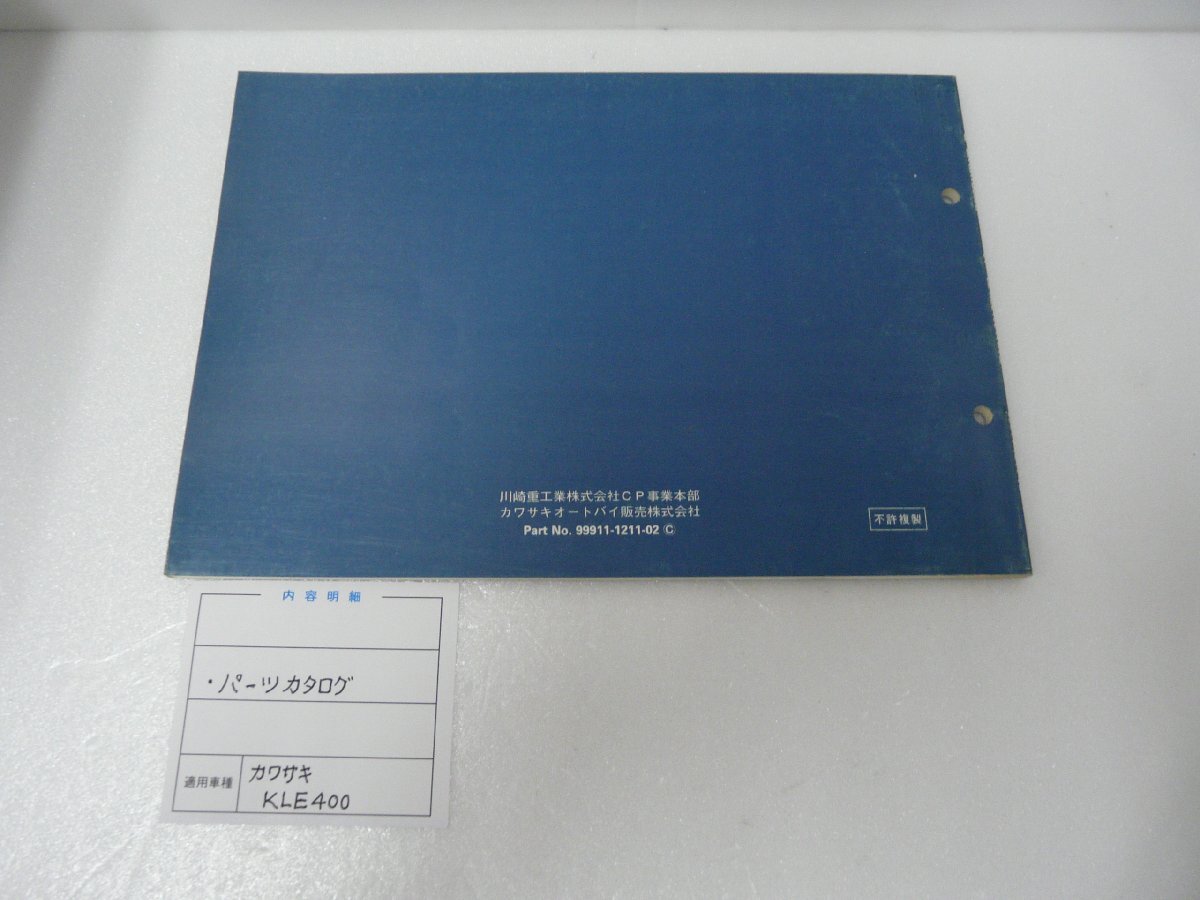 川崎重工業株式会社CP事業本部
カワサキオートバイ販売株式会社
Part No. 99911-1211-02 Ⓒ
不許複製
内容明細
・パーツカタログ
適用車種
カワサキ
KLE400